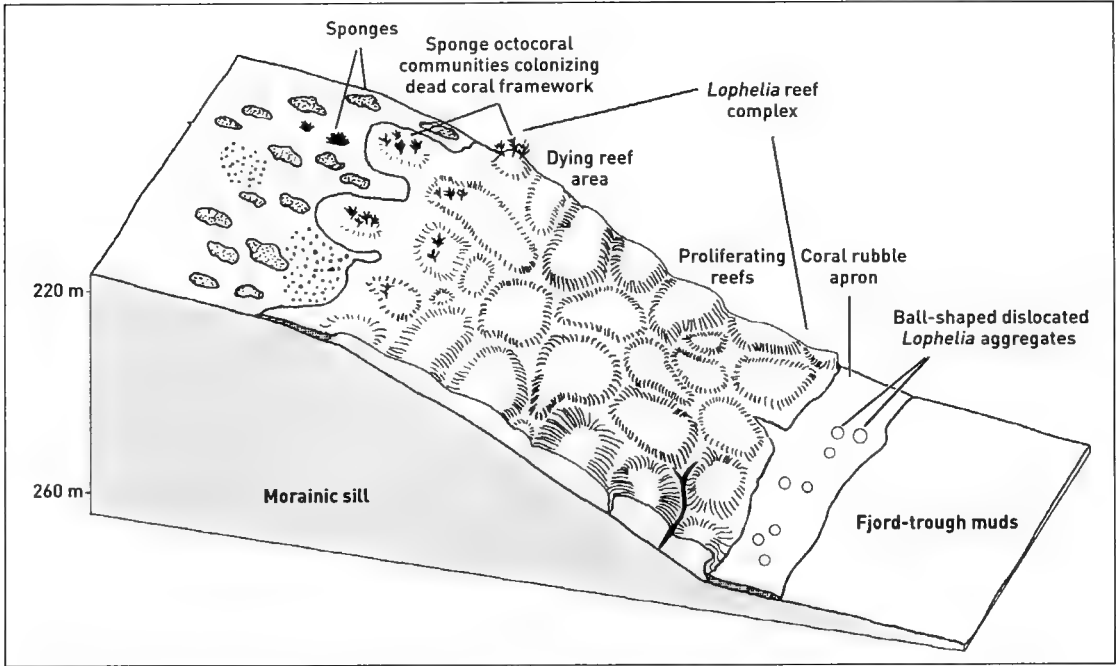 Sponges
Sponge octocoral
communities colonizing
dead coral framework
Lophelia reef
complex
Dying reef
area
Proliferating
reefs
Coral rubble
apron
Ball-shaped dislocated
Lophelia aggregates
220 m
260 m
Morainic sill
Fjord-trough muds